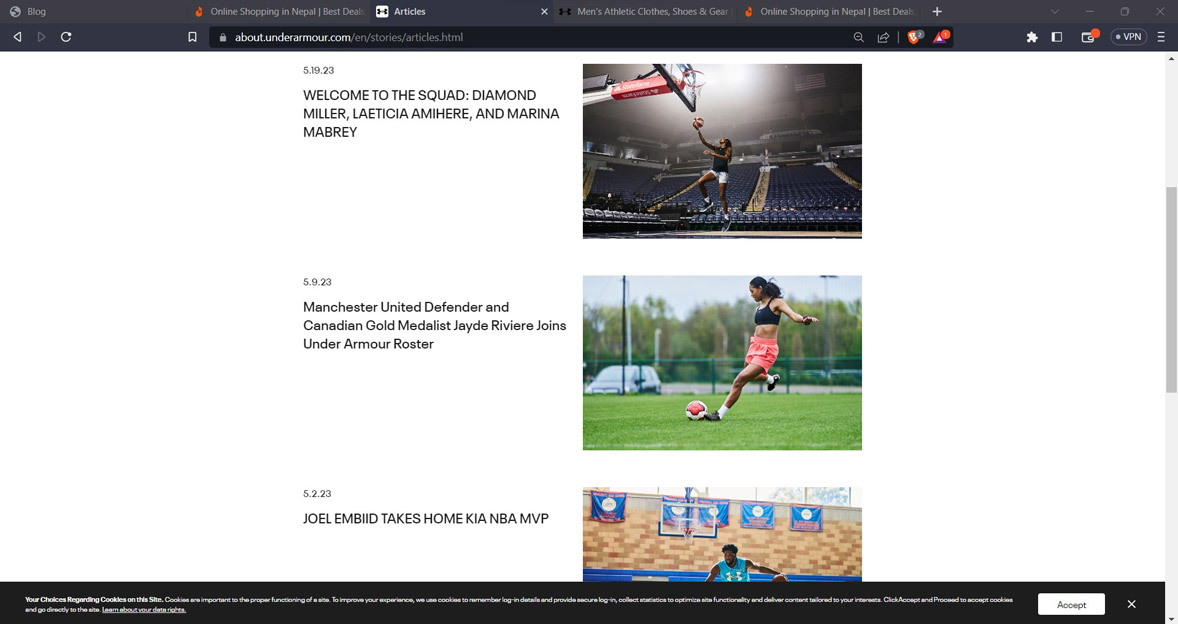 Blog
Online Shopping in Nepal | Best Deals
Articles
Men's Athletic Clothes, Shoes & Gear
Online Shopping in Nepal | Best Deals
about.underarmour.com/en/stories/articles.html
2
1
VPN
5.19.23
WELCOME TO THE SQUAD: DIAMOND
MILLER, LAETICIA AMIHERE, AND MARINA
MABREY
StateFarm
5.9.23
Manchester United Defender and
Canadian Gold Medalist Jayde Riviere Joins
Under Armour Roster
5.2.23
JOEL EMBIID TAKES HOME KIA NBA MVP
Your Choices Regarding Cookies on this Site. Cookies are important to the proper functioning of a site. To improve your experience, we use cookies to remember log-in details and provide secure log-in, collect statistics to optimize site functionality and deliver content tailored to your interests. Click Accept and Proceed to accept cookies
and go directly to the site. Learn about your data rights.
Accept